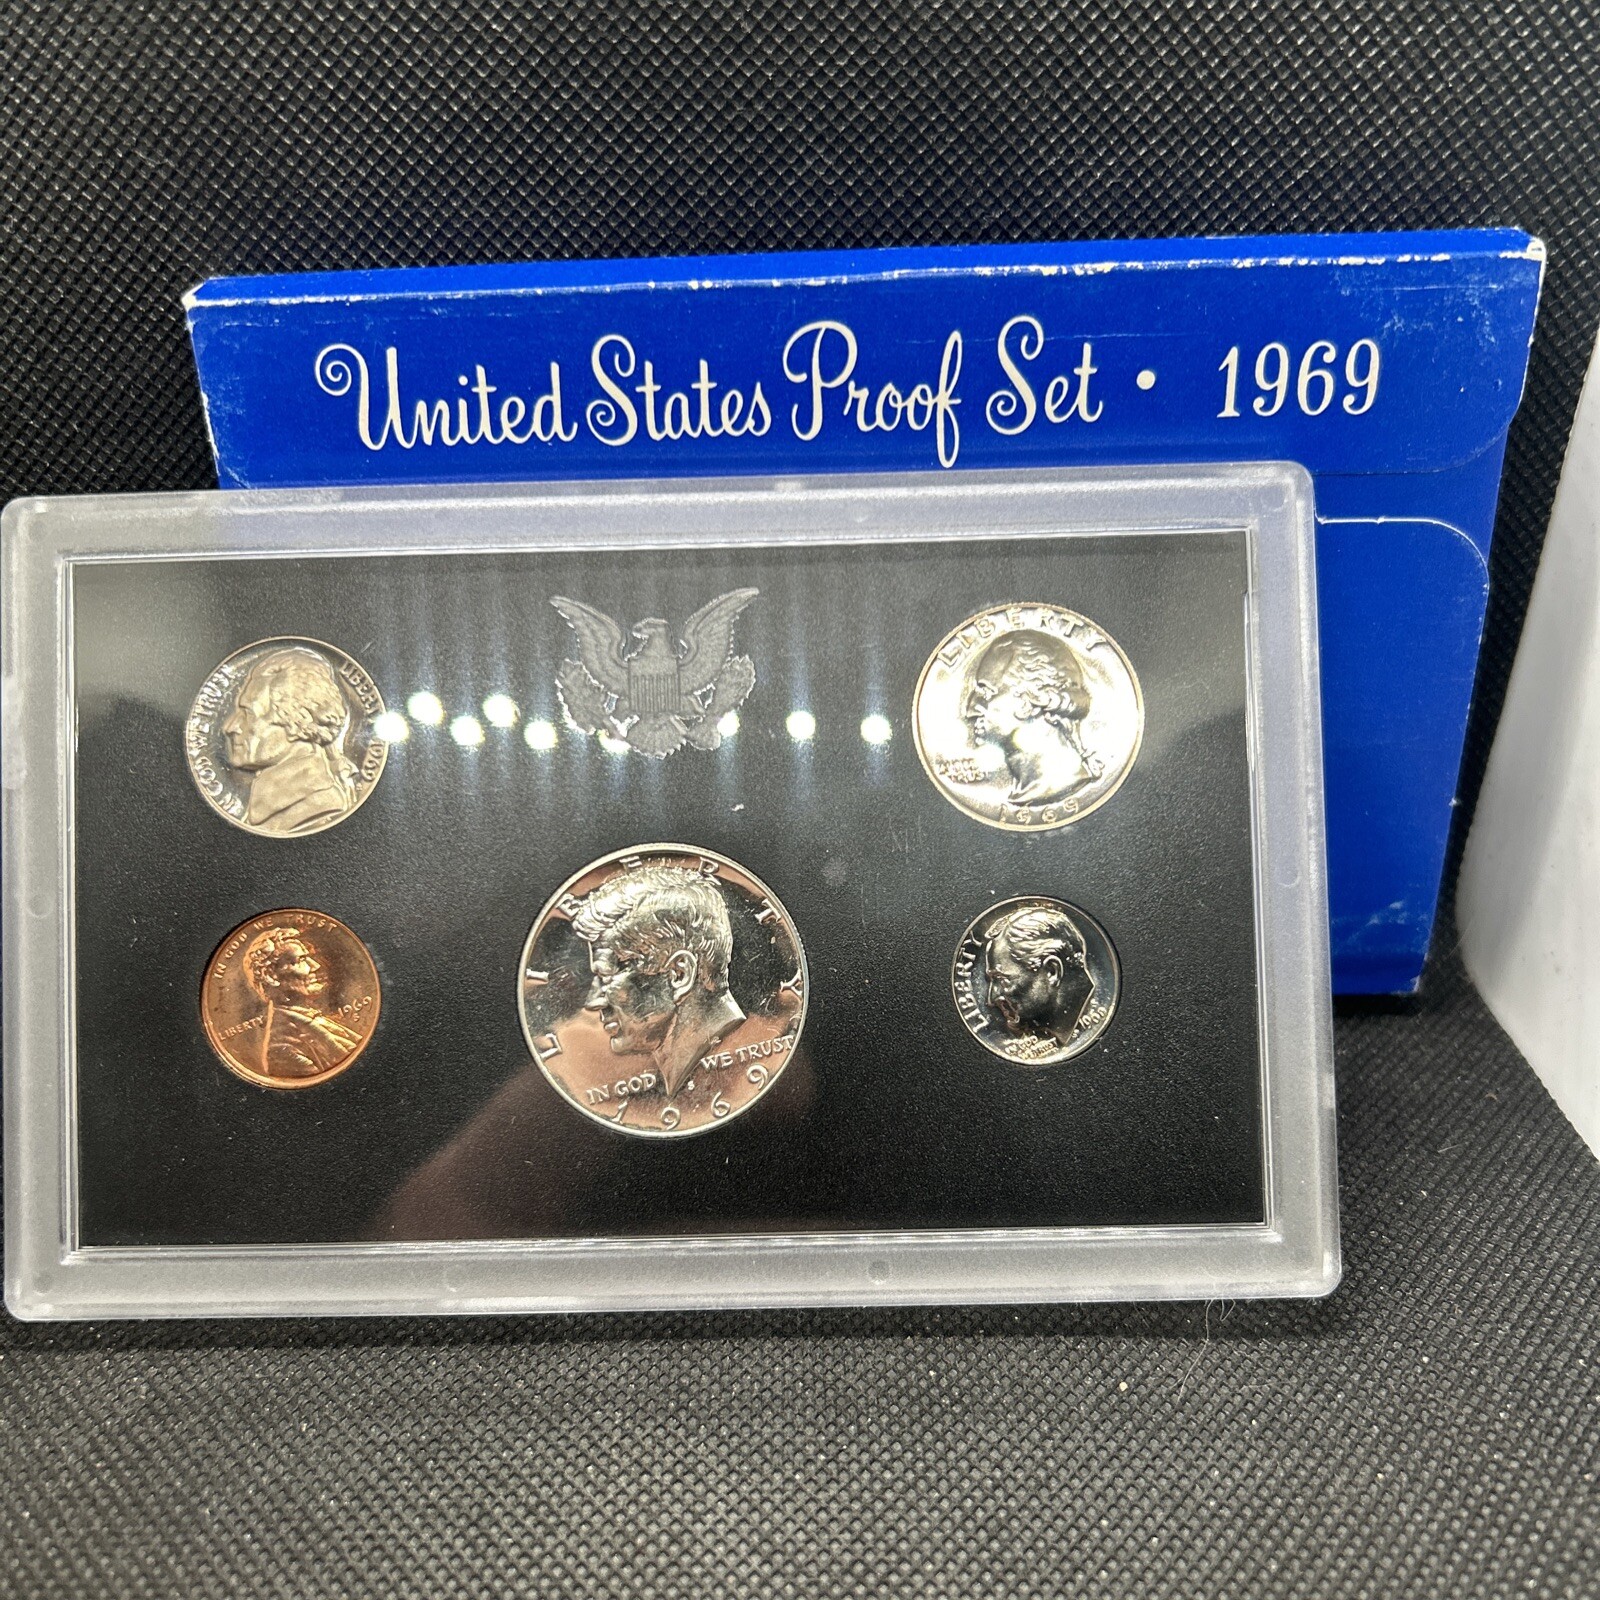 United States Proof Set • 1969
IN GOD WE TRUST
LIBERTY 1969
LIBERTY
IN GOD WE TRUST
1969
IN GOD WE TRUST
LIBERTY
1969
S
LIBERTY
IN GOD WE TRUST
S
1969
LIBERTY
IN GOD
WE TRUST
1969
S